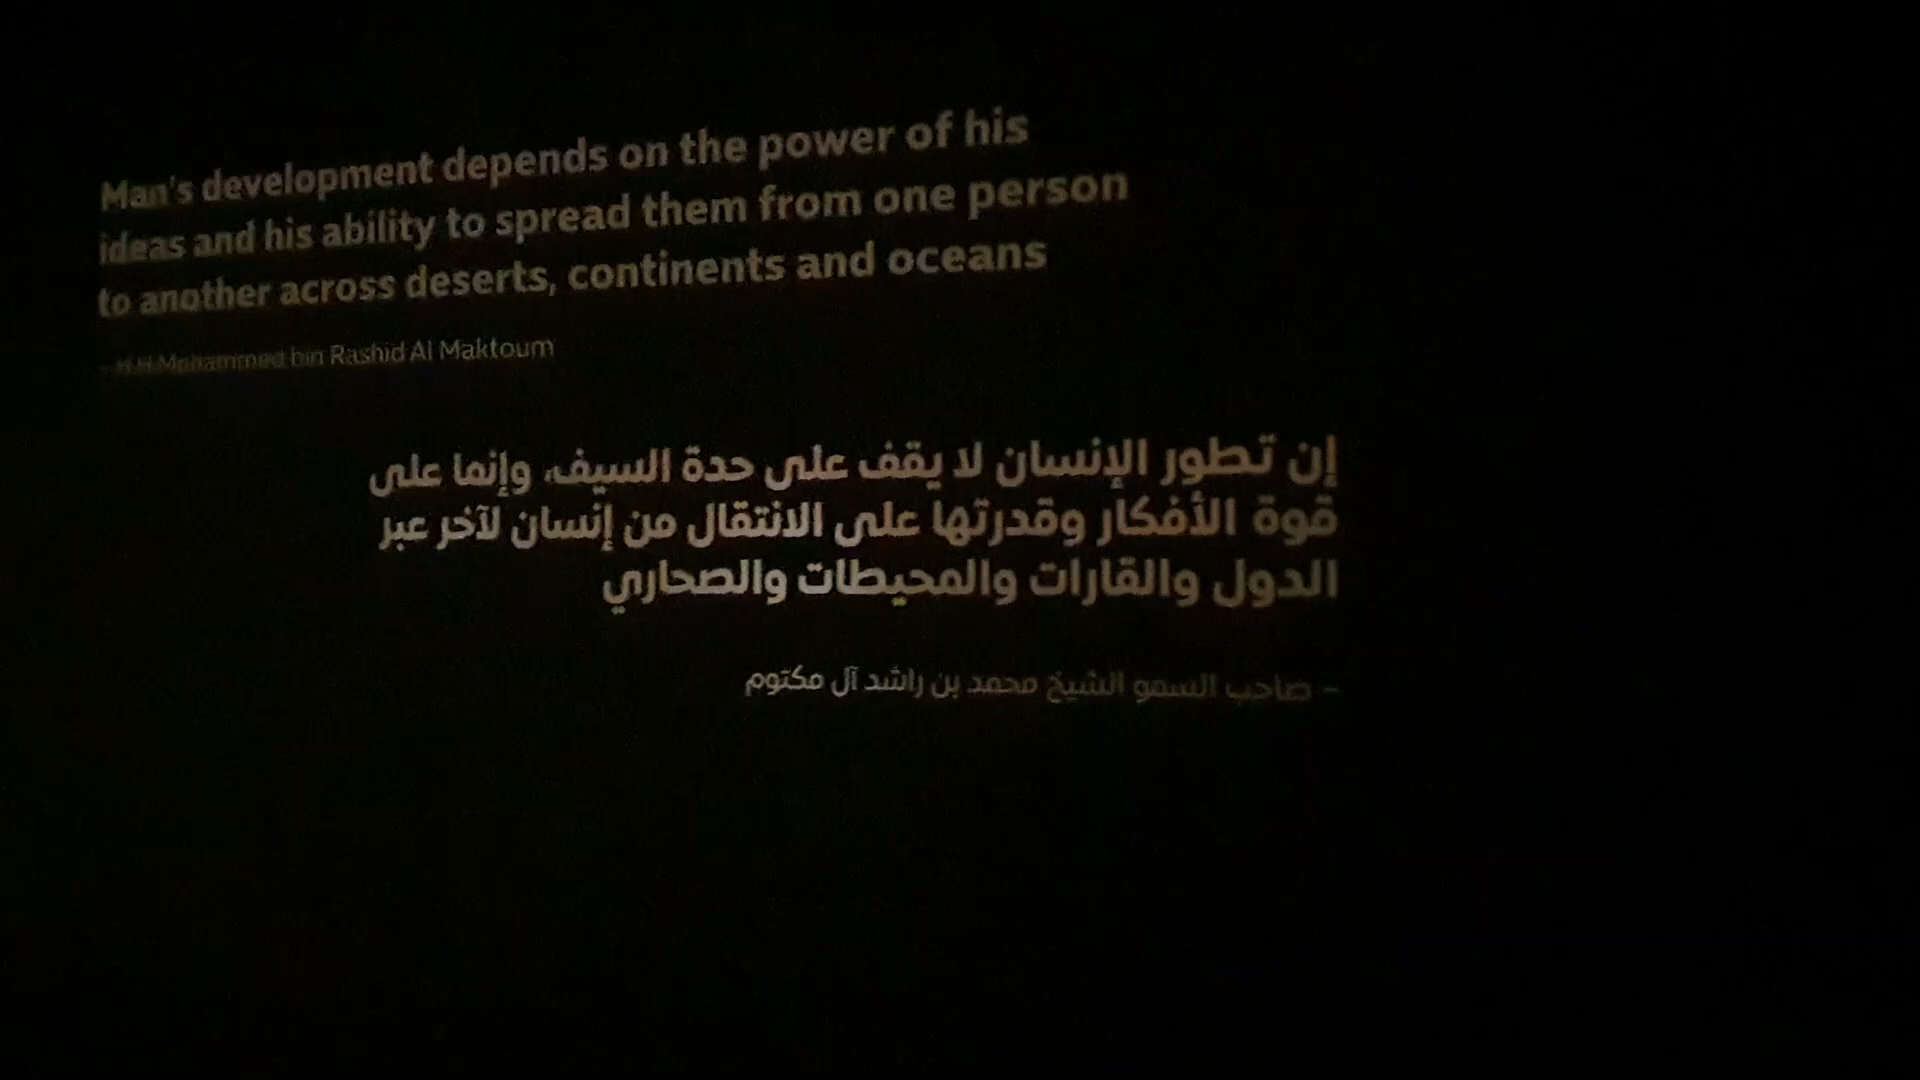 Man's development depends on the power of his
ideas and his ability to spread them from one person
to another across deserts, continents and oceans
- H.H Mohammed bin Rashid Al Maktoum
إن تطور الإنسان لا يقف على حدة السيف، وإنما على
قوة الأفكار وقدرتها على الانتقال من إنسان لآخر عبر
الدول والقارات والمحيطات والصحاري
- صاحب السمو الشيخ محمد بن راشد آل مكتوم